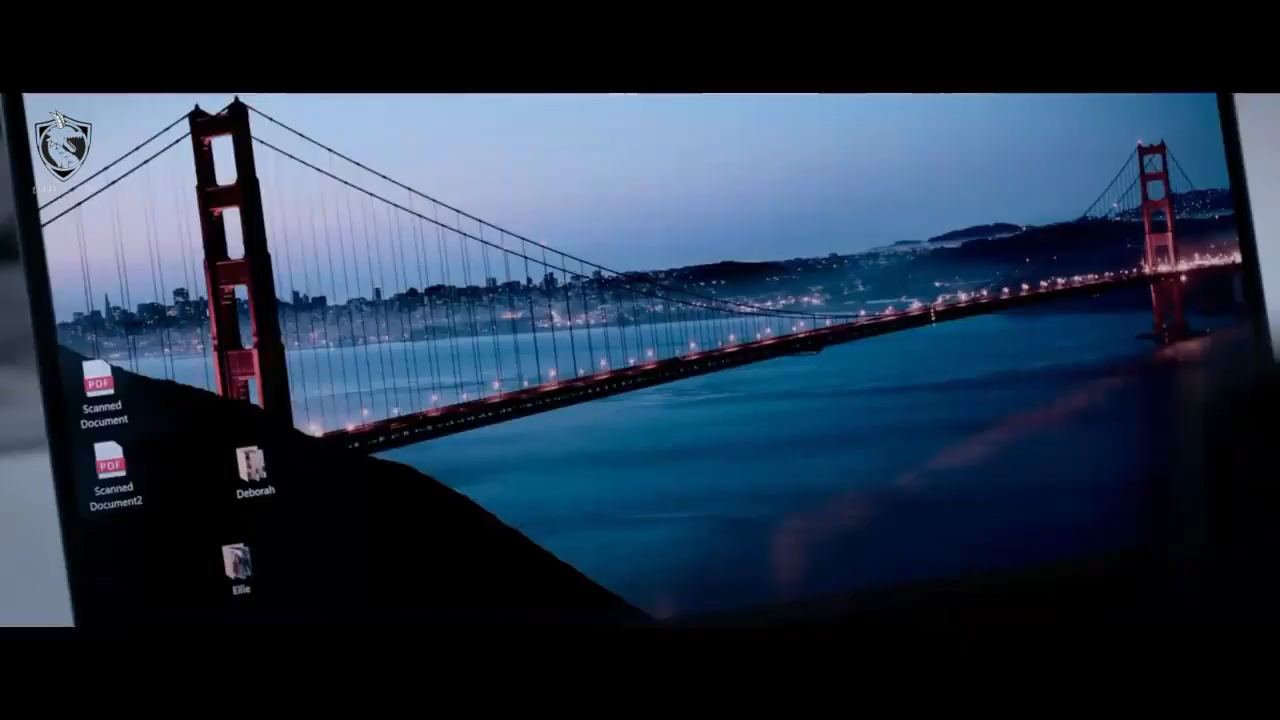 PDF
Scanned
Document
PDF
Scanned
Document2
Deborah
Ellie